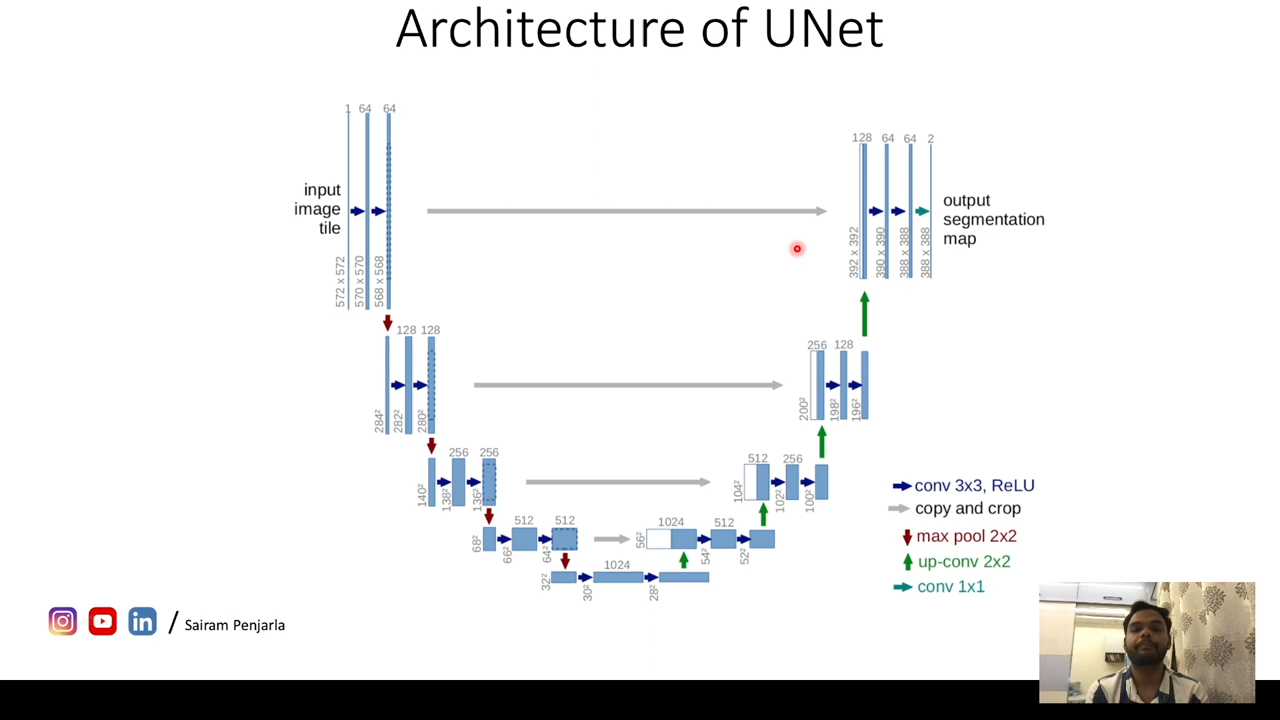 Architecture of UNet
1 64 64
input
image
tile
572 x 572
570 x 570
568 x 568
128 64 64 2
output
segmentation
map
392 x 392
390 x 390
388 x 388
388 x 388
128 128
284²
282²
280²
256 128
200²
198²
196²
256 256
140²
138²
136²
512 256
104²
102²
100²
512 512
68²
66²
64²
1024 512
56²
54²
52²
1024
32²
30²
28²
conv 3x3, ReLU
copy and crop
max pool 2x2
up-conv 2x2
conv 1x1
in / Sairam Penjarla